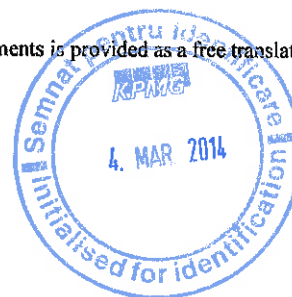 ments is provided as a free translat
Semnat pentru identificare
KPMG
4. MAR 2014
Initialised for identification